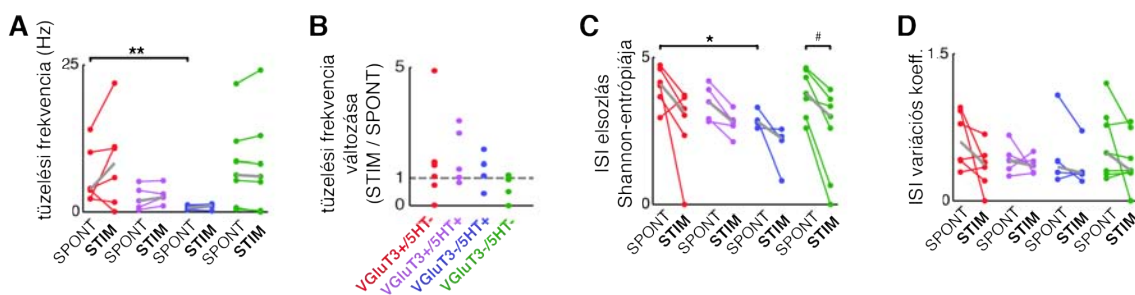 A
tüzelési frekvencia (Hz)
25
0
**
SPONT
STIM
SPONT
STIM
SPONT
STIM
SPONT
STIM
B
tüzelési frekvencia
változása
(STIM / SPONT)
5
1
0
VGluT3+/5HT-
VGluT3+/5HT+
VGluT3-/5HT+
VGluT3-/5HT-
C
ISI elsozlás
Shannon-entrópiája
5
0
*
#
SPONT
STIM
SPONT
STIM
SPONT
STIM
SPONT
STIM
D
ISI variációs koeff.
1.5
0
SPONT
STIM
SPONT
STIM
SPONT
STIM
SPONT
STIM